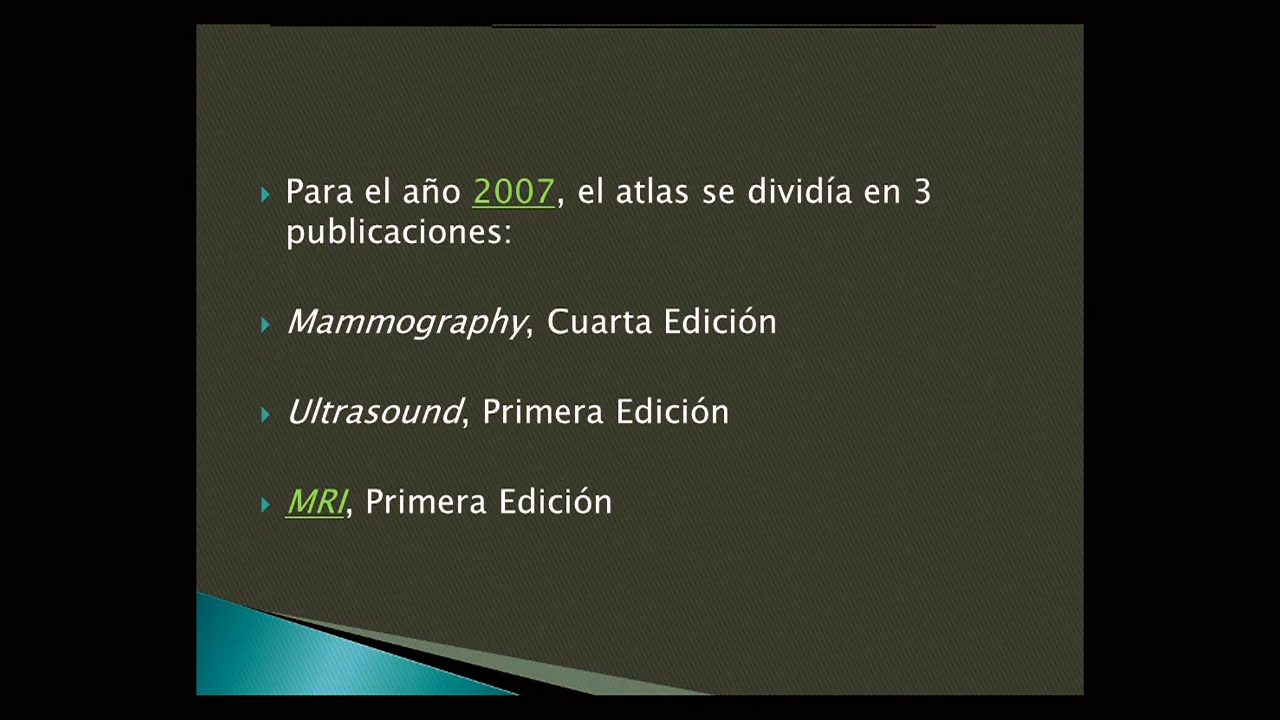 Para el año 2007, el atlas se dividía en 3
publicaciones:
Mammography, Cuarta Edición
Ultrasound, Primera Edición
MRI, Primera Edición